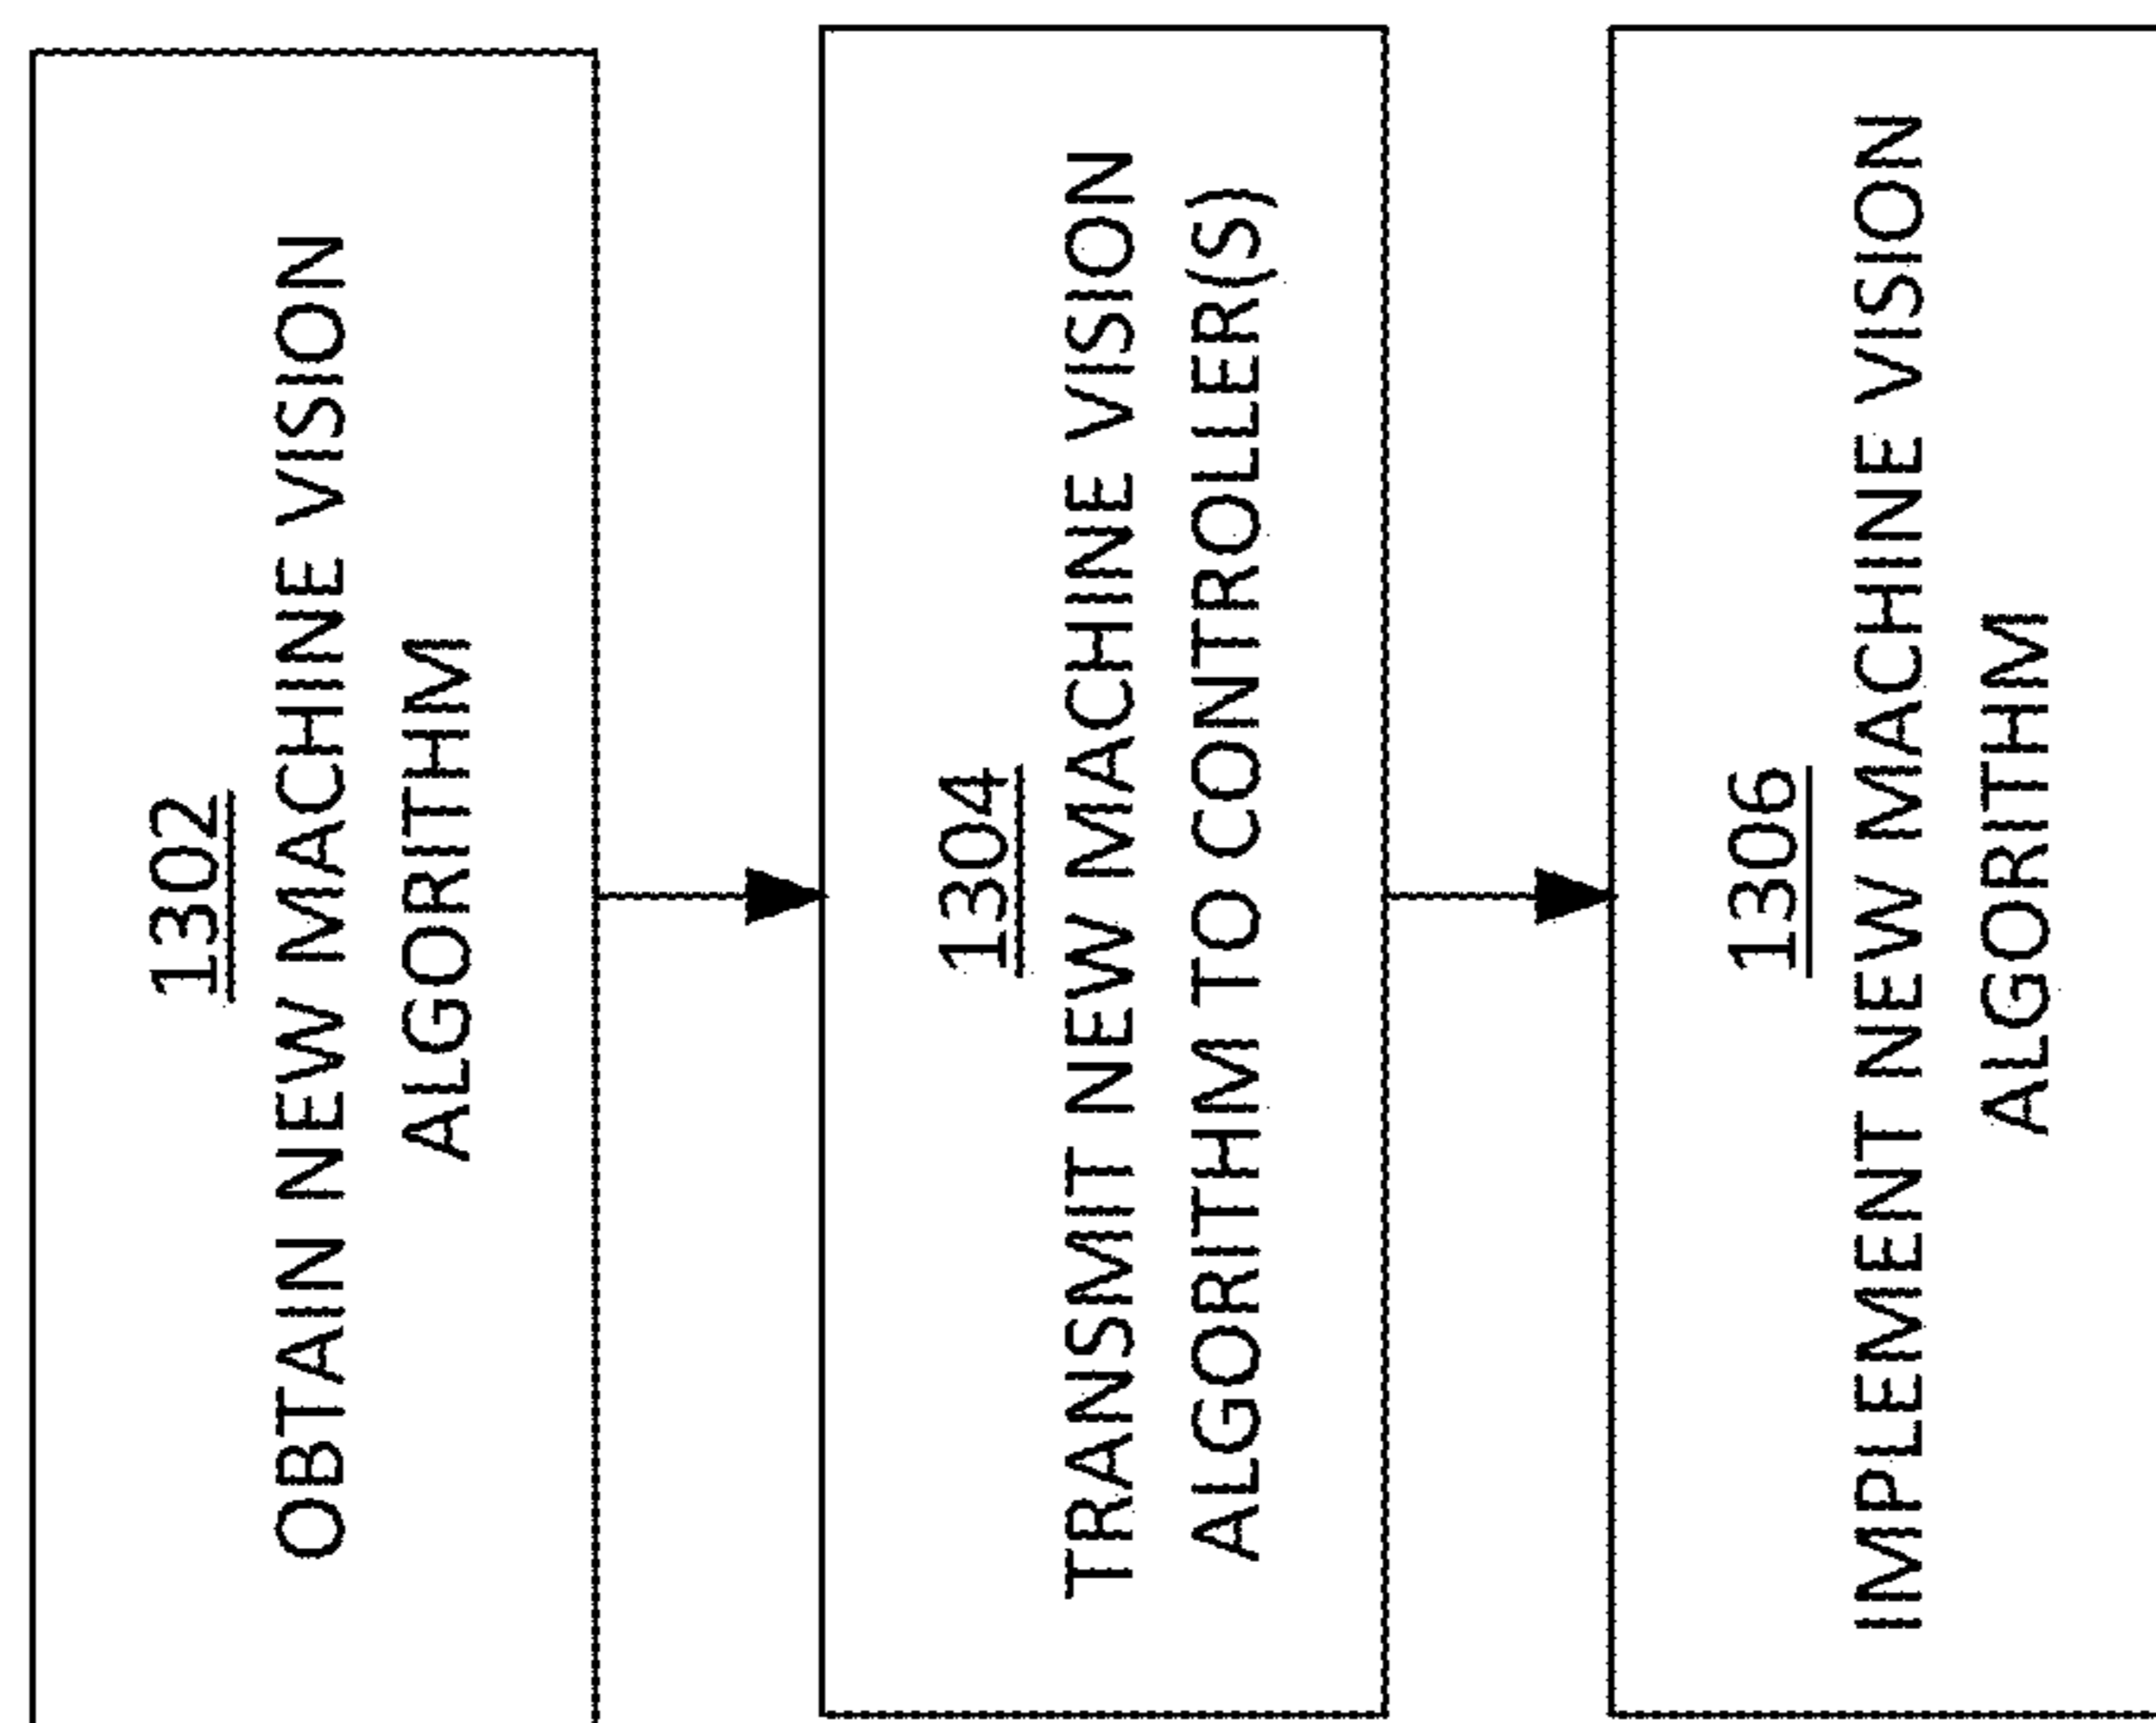 1302
OBTAIN NEW MACHINE VISION
ALGORITHM
1304
TRANSMIT NEW MACHINE VISION
ALGORITHM TO CONTROLLER(S)
1306
IMPLEMENT NEW MACHINE VISION
ALGORITHM